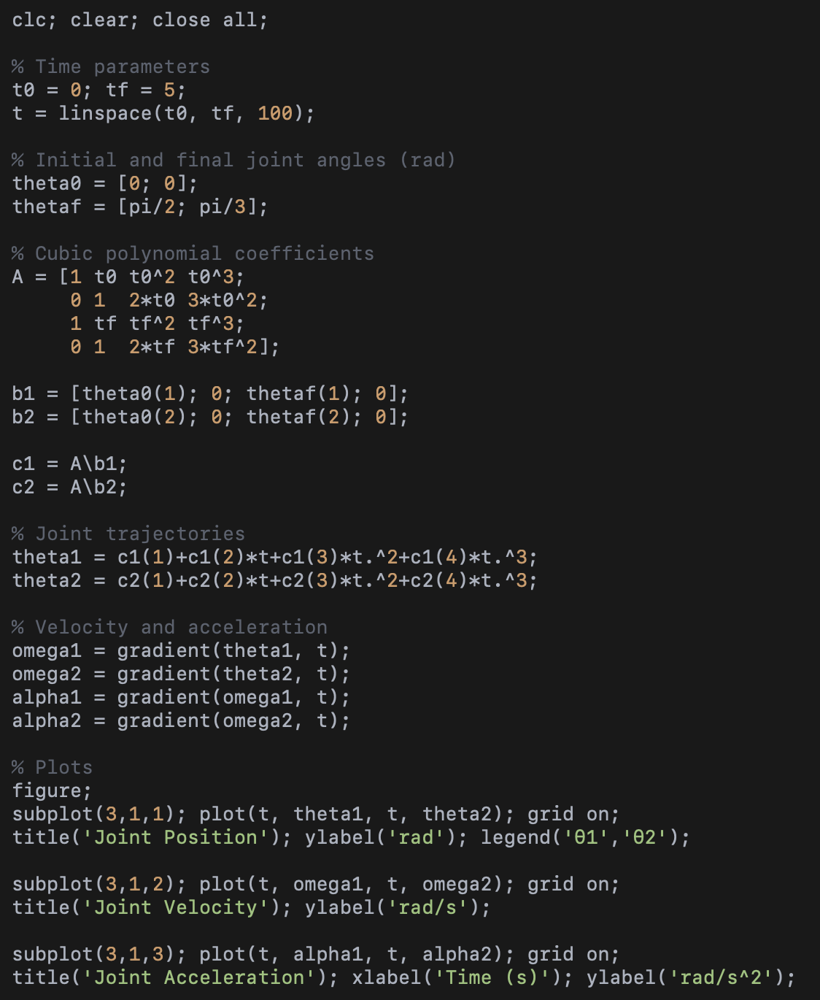 clc; clear; close all;
% Time parameters
t0 = 0; tf = 5;
t = linspace(t0, tf, 100);
% Initial and final joint angles (rad)
theta0 = [0; 0];
thetaf = [pi/2; pi/3];
% Cubic polynomial coefficients
A = [1 t0 t0^2 t0^3;
     0 1  2*t0 3*t0^2;
     1 tf tf^2 tf^3;
     0 1  2*tf 3*tf^2];
b1 = [theta0(1); 0; thetaf(1); 0];
b2 = [theta0(2); 0; thetaf(2); 0];
c1 = A\b1;
c2 = A\b2;
% Joint trajectories
theta1 = c1(1)+c1(2)*t+c1(3)*t.^2+c1(4)*t.^3;
theta2 = c2(1)+c2(2)*t+c2(3)*t.^2+c2(4)*t.^3;
% Velocity and acceleration
omega1 = gradient(theta1, t);
omega2 = gradient(theta2, t);
alpha1 = gradient(omega1, t);
alpha2 = gradient(omega2, t);
% Plots
figure;
subplot(3,1,1); plot(t, theta1, t, theta2); grid on;
title('Joint Position'); ylabel('rad'); legend('θ1','θ2');
subplot(3,1,2); plot(t, omega1, t, omega2); grid on;
title('Joint Velocity'); ylabel('rad/s');
subplot(3,1,3); plot(t, alpha1, t, alpha2); grid on;
title('Joint Acceleration'); xlabel('Time (s)'); ylabel('rad/s^2');